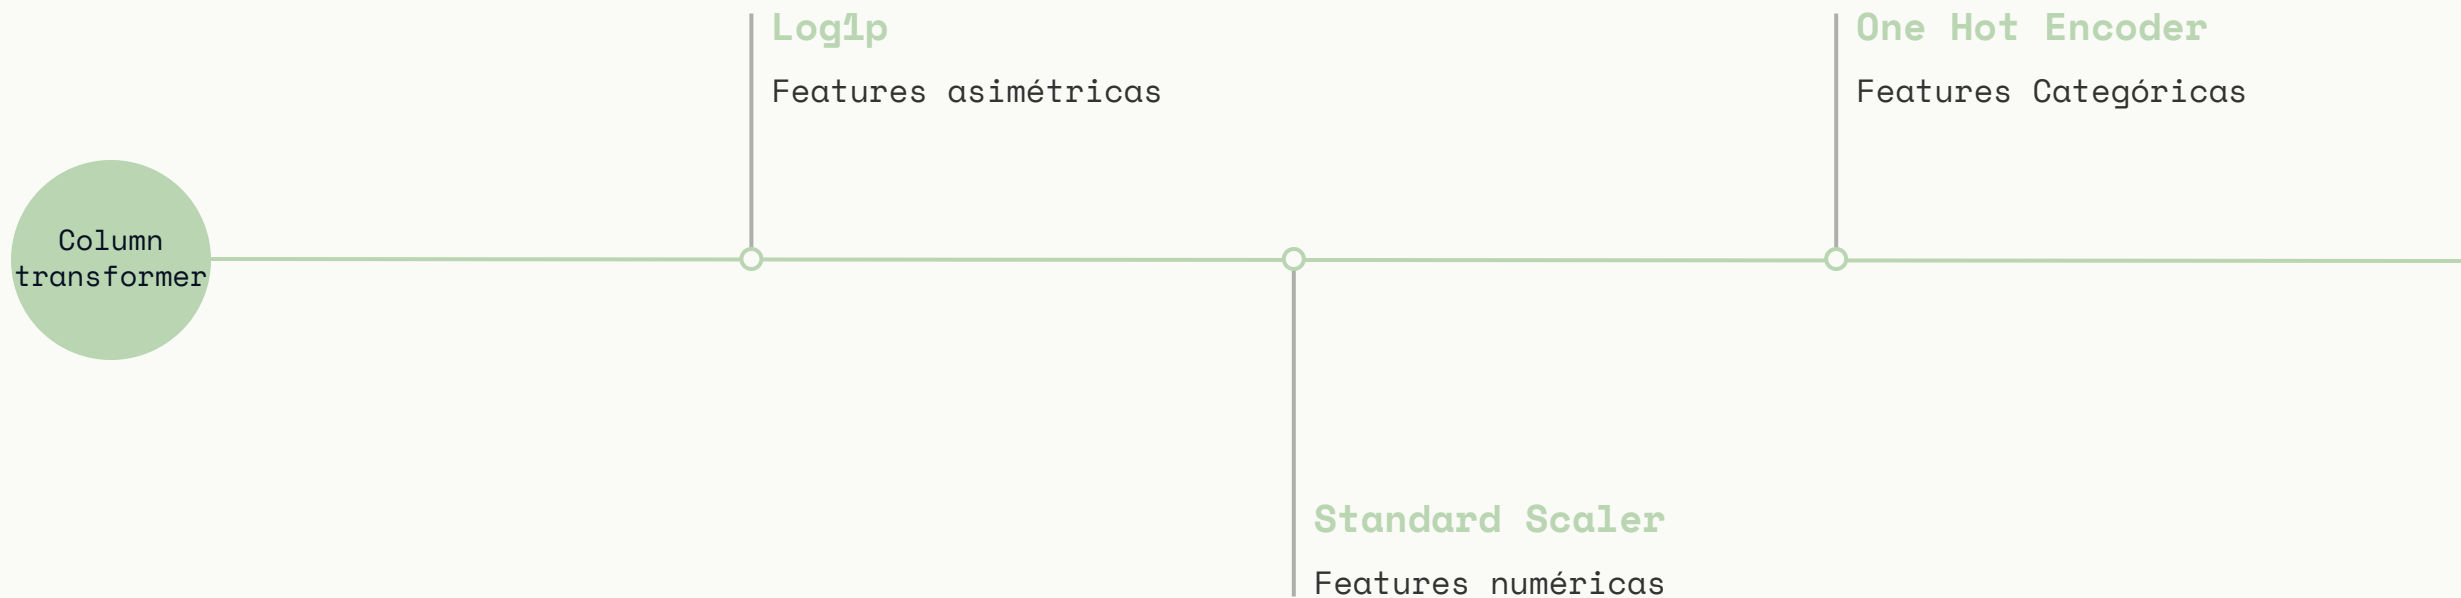 Column
transformer
Log1p
Features asimétricas
Standard Scaler
Features numéricas
One Hot Encoder
Features Categóricas